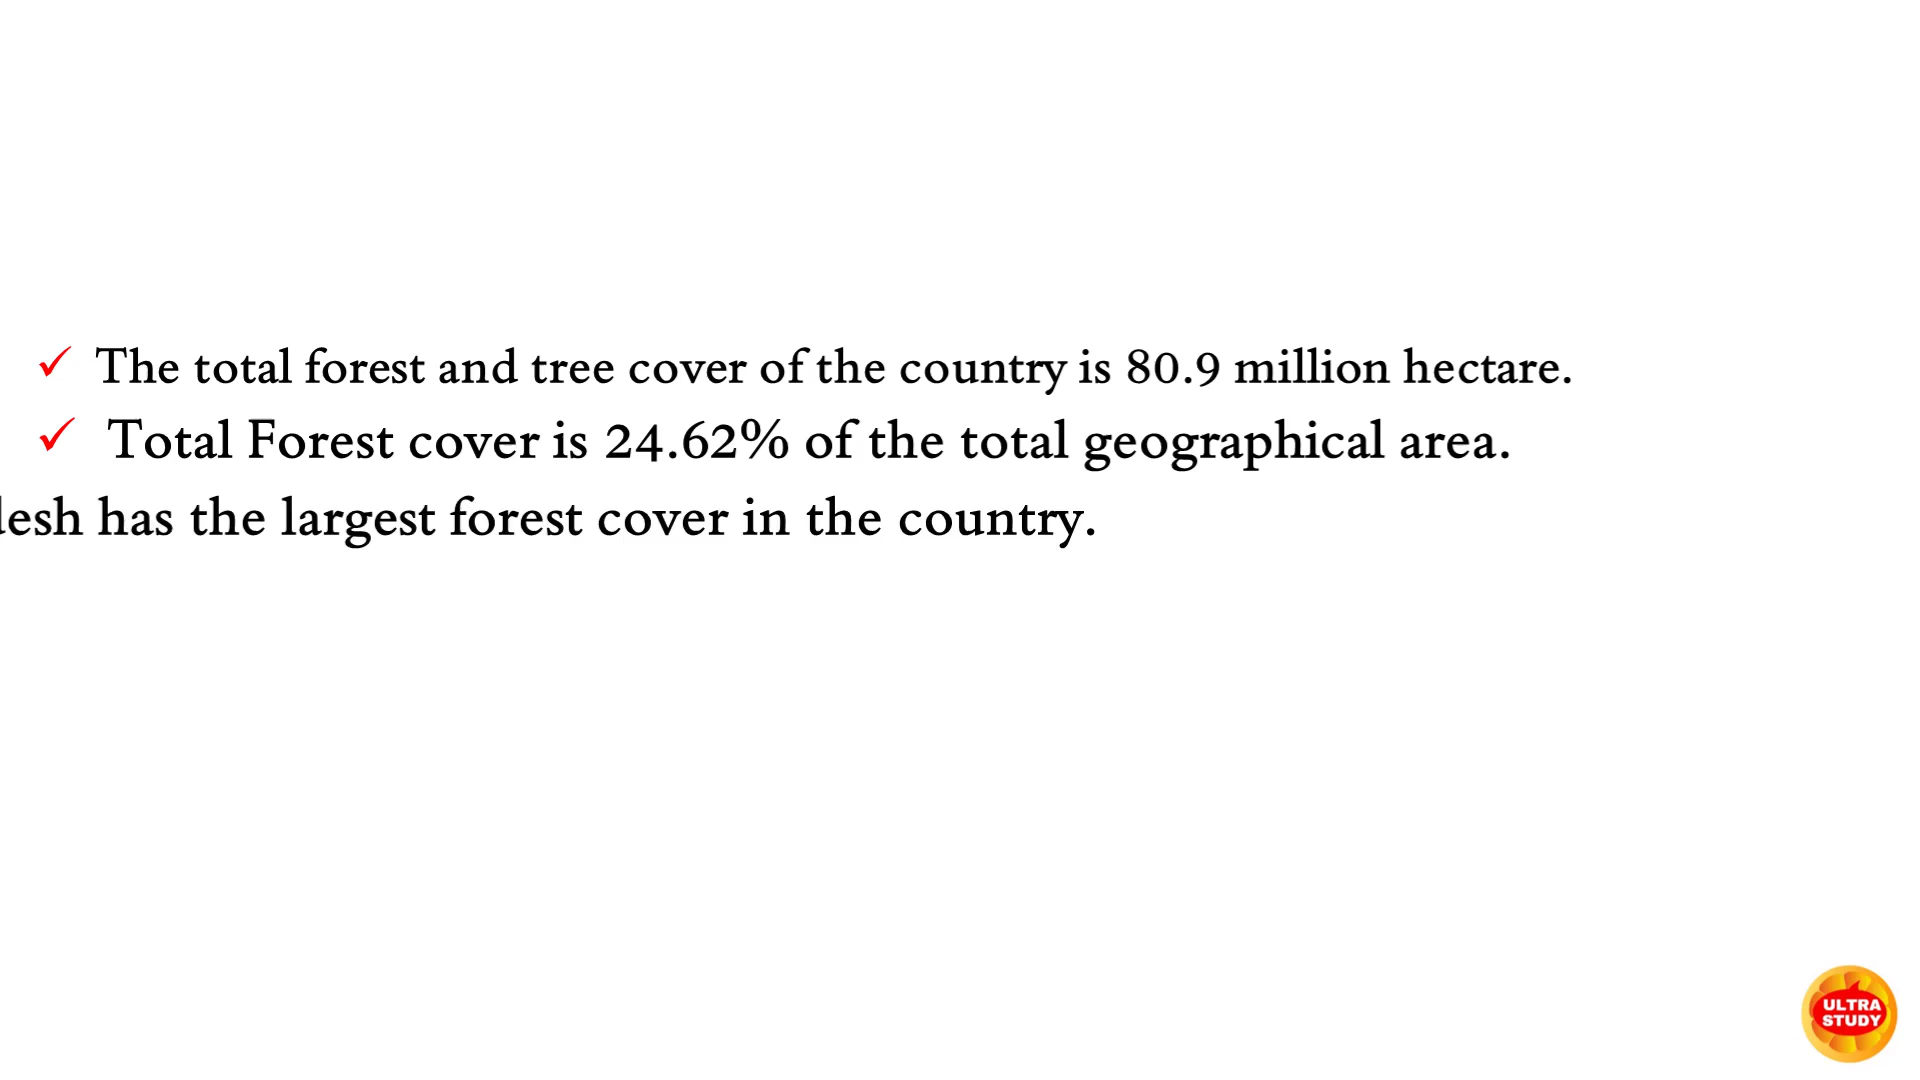 ✓ The total forest and tree cover of the country is 80.9 million hectare.
✓ Total Forest cover is 24.62% of the total geographical area.
has the largest forest cover in the country.
ULTRA
STUDY